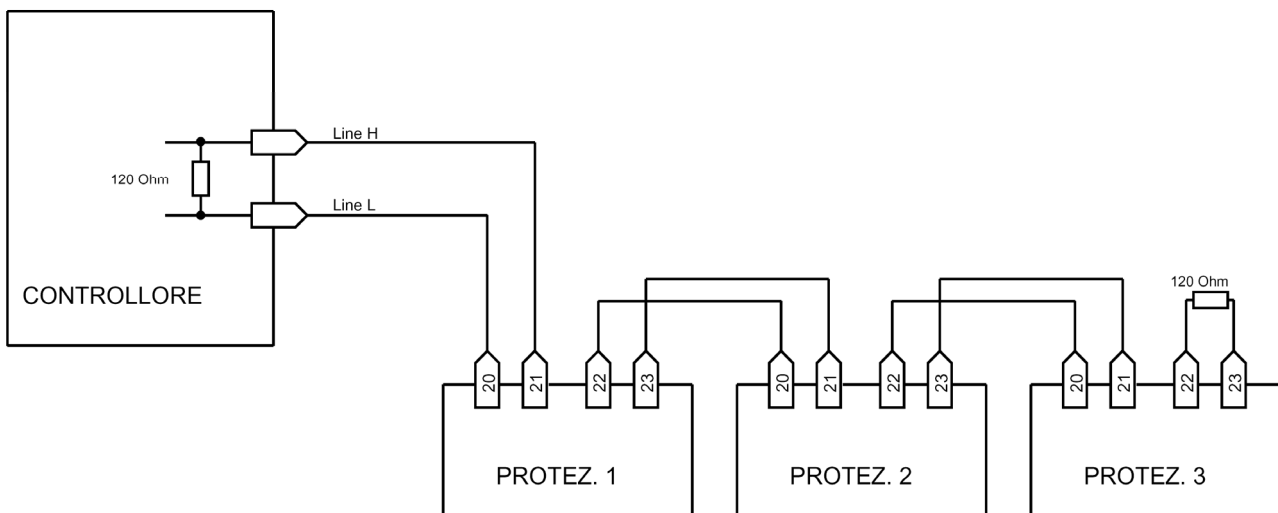 Line H
120 Ohm
Line L
CONTROLLORE
120 Ohm
20
21
22
23
20
21
22
23
20
21
22
23
PROTEZ. 1
PROTEZ. 2
PROTEZ. 3